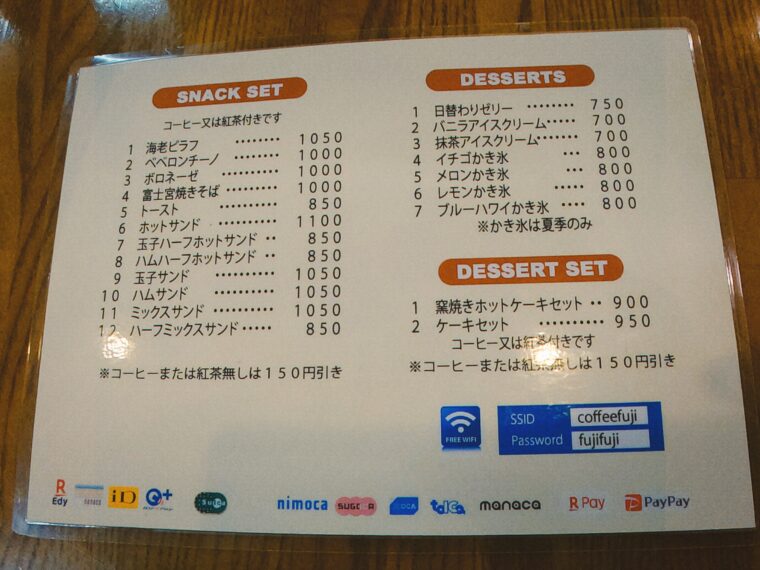 SNACK SET
コーヒー又は紅茶付きです
1 海老ピラフ ········ 1050
2 ペペロンチーノ ······· 1000
3 ボロネーゼ ········ 1000
4 富士宮焼きそば ······ 1000
5 トースト ·········· 850
6 ホットサンド ········ 1100
7 玉子ハーフホットサンド ·· 850
8 ハムハーフホットサンド ·· 850
9 玉子サンド ·········· 1050
10 ハムサンド ·········· 1050
11 ミックスサンド ······· 1050
12 ハーフミックスサンド ····· 850
※コーヒーまたは紅茶無しは150円引き
DESSERTS
1 日替わりゼリー ········ 750
2 バニラアイスクリーム ····· 700
3 抹茶アイスクリーム ······· 700
4 イチゴかき氷 ··· 800
5 メロンかき氷 ··· 800
6 レモンかき氷 ··· 800
7 ブルーハワイかき氷 ··· 800
※かき氷は夏季のみ
DESSERT SET
1 窯焼きホットケーキセット ·· 900
2 ケーキセット ·········· 950
コーヒー又は紅茶付きです
※コーヒーまたは紅茶無しは150円引き
FREE WIFI
SSID coffeefuji
Password fujifuji
R Edy nanaco iD nimoca manaca R Pay PayPay